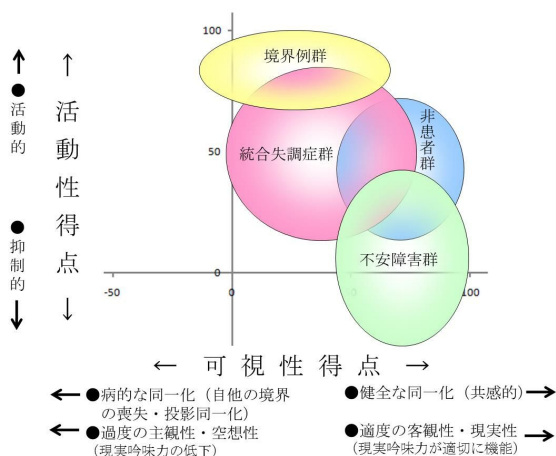 100
50
0
-50
0
100
境界例群
統合失調症群
非患者群
不安障害群
↑
●
活動的
●
抑制的
↓
↑活動性得点↓
← 可視性得点 →
←●病的な同一化（自他の境界
の喪失・投影同一化）
←●過度の主観性・空想性
（現実吟味力の低下）
●健全な同一化（共感的）→
●適度の客観性・現実性→
（現実吟味力が適切に機能）